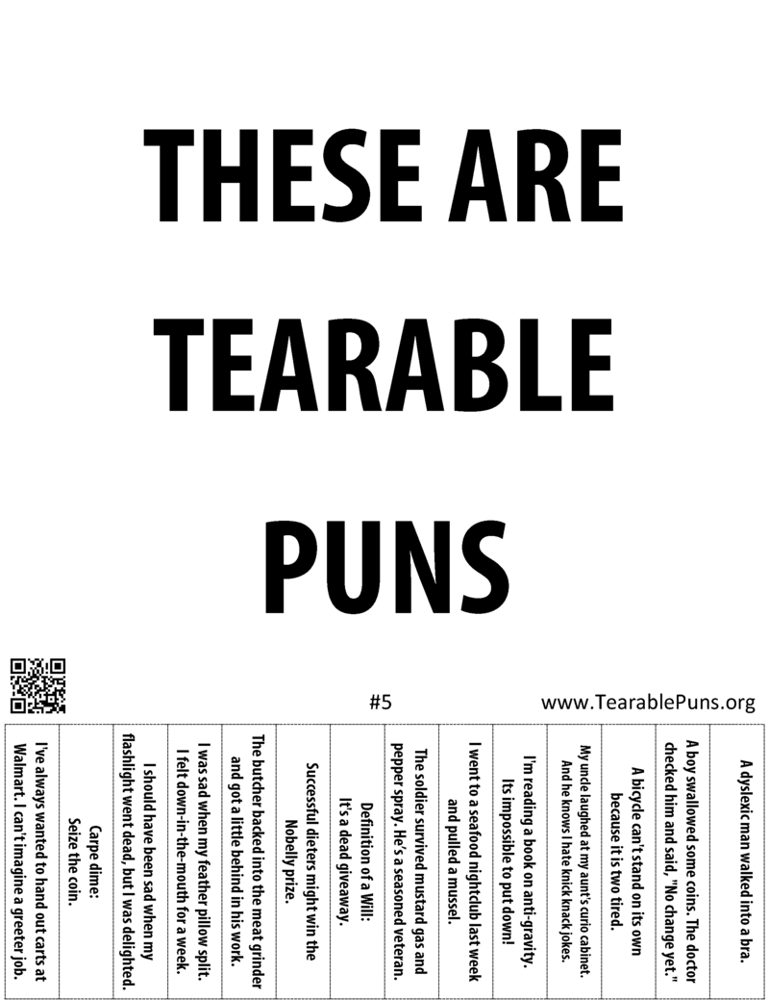 THESE ARE
TEARABLE
PUNS
#5
www.TearablePuns.org
I've always wanted to hand out carts at
Walmart. I can't imagine a greeter job.
Carpe dime:
Seize the coin.
I should have been sad when my
flashlight went dead, but I was delighted.
I was sad when my feather pillow split.
I felt down-in-the-mouth for a week.
The butcher backed into the meat grinder
and got a little behind in his work.
Successful dieters might win the
Nobelly prize.
Definition of a Will:
It's a dead giveaway.
The soldier survived mustard gas and
pepper spray. He's a seasoned veteran.
I went to a seafood nightclub last week
and pulled a mussel.
I'm reading a book on anti-gravity.
Its impossible to put down!
My uncle laughed at my aunt's curio cabinet.
And he knows I hate knick knack jokes.
A bicycle can't stand on its own
because it is two tired.
A boy swallowed some coins. The doctor
checked him and said, "No change yet."
A dyslexic man walked into a bra.